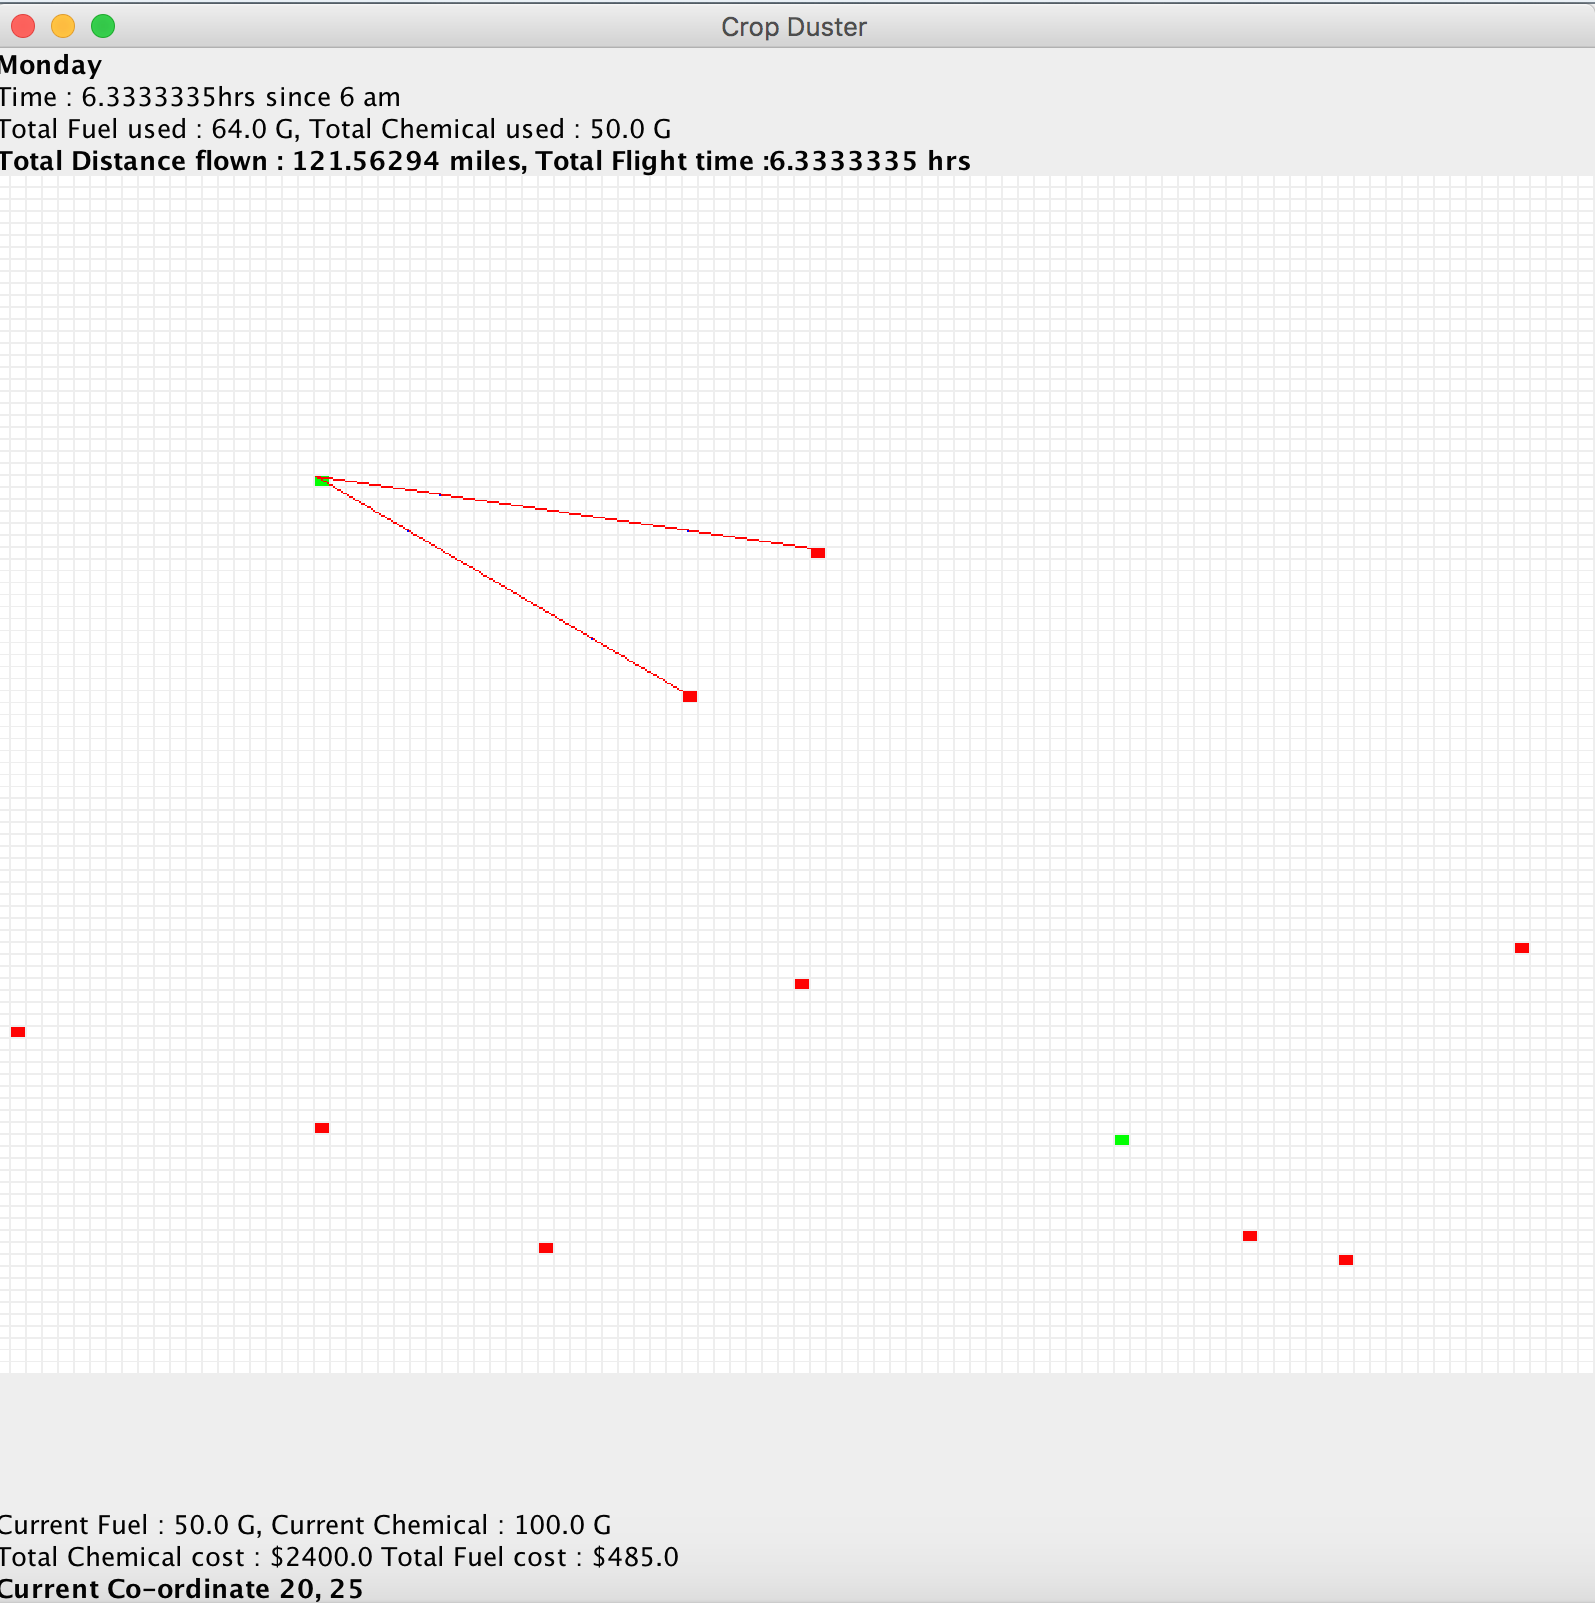 Crop Duster
Monday
Time : 6.3333335hrs since 6 am
Total Fuel used : 64.0 G, Total Chemical used : 50.0 G
Total Distance flown : 121.56294 miles, Total Flight time :6.3333335 hrs
Current Fuel : 50.0 G, Current Chemical : 100.0 G
Total Chemical cost : $2400.0 Total Fuel cost : $485.0
Current Co-ordinate 20, 25